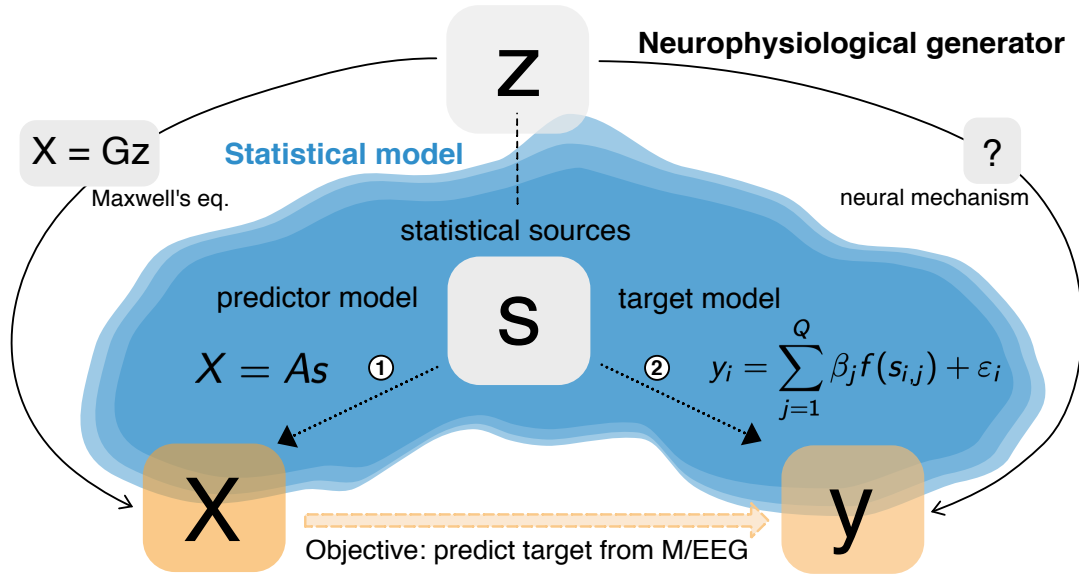 z
Neurophysiological generator
X = Gz
Maxwell's eq.
Statistical model
?
neural mechanism
statistical sources
s
predictor model
X = As
1
target model
2
y_i = \sum_{j=1}^{Q} β_j f(s_{i,j}) + ε_i
X
y
Objective: predict target from M/EEG